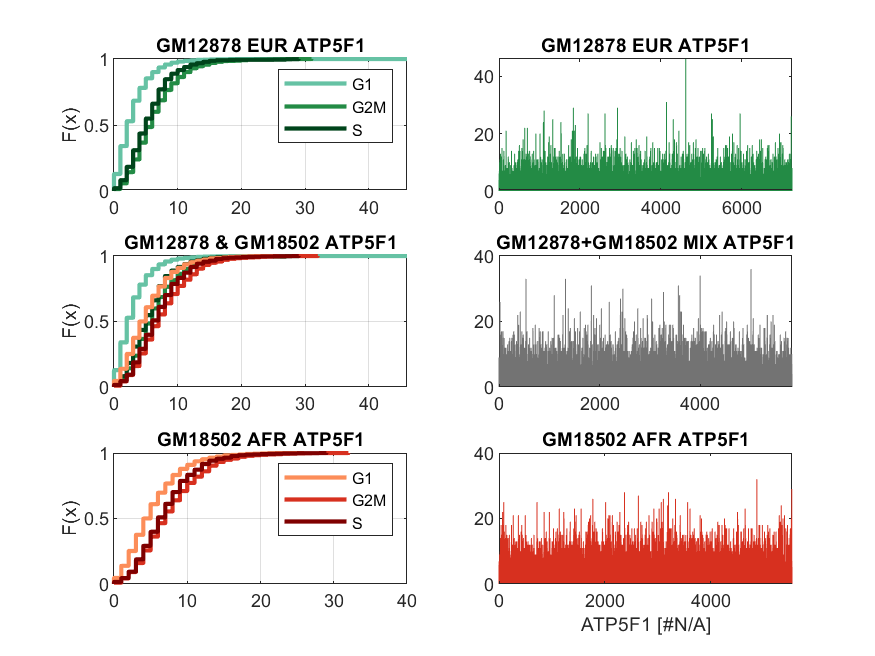 GM12878 EUR ATP5F1
1
0.5
0
F(x)
0 10 20 30 40
G1
G2M
S
GM12878 EUR ATP5F1
40
20
0
0 2000 4000 6000
GM12878 & GM18502 ATP5F1
1
0.5
0
F(x)
0 10 20 30 40
GM12878+GM18502 MIX ATP5F1
40
20
0
0 2000 4000
GM18502 AFR ATP5F1
1
0.5
0
F(x)
0 10 20 30 40
G1
G2M
S
GM18502 AFR ATP5F1
40
20
0
0 2000 4000
ATP5F1 [#N/A]